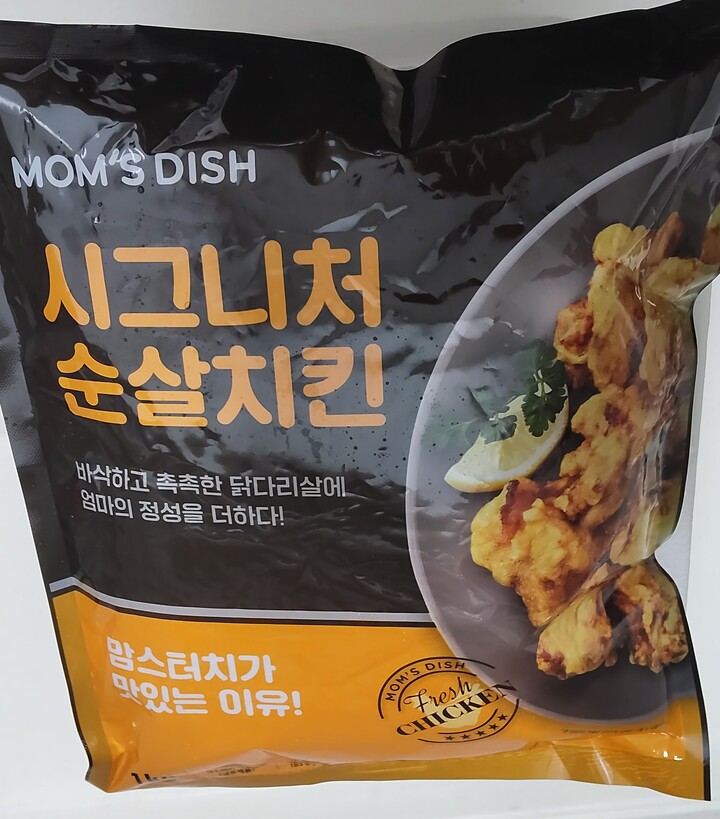 MOM'S DISH
시그니처
순살치킨
바삭하고 촉촉한 닭다리살에
엄마의 정성을 더하다!
맘스터치가
맛있는 이유!
MOM'S DISH
Fresh
CHICKEN